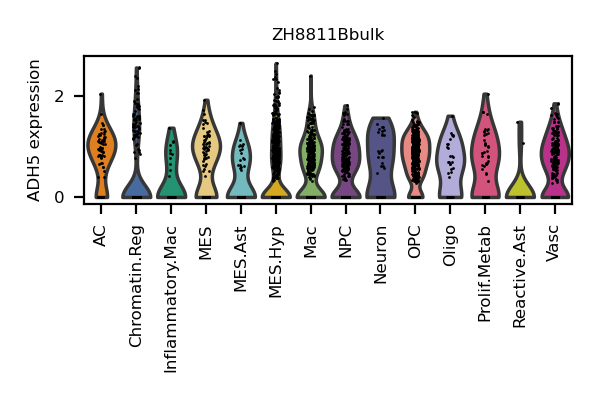 ZH8811Bbulk
ADH5 expression
2
0
AC
Chromatin.Reg
Inflammatory.Mac
MES
MES.Ast
MES.Hyp
Mac
NPC
Neuron
OPC
Oligo
Prolif.Metab
Reactive.Ast
Vasc